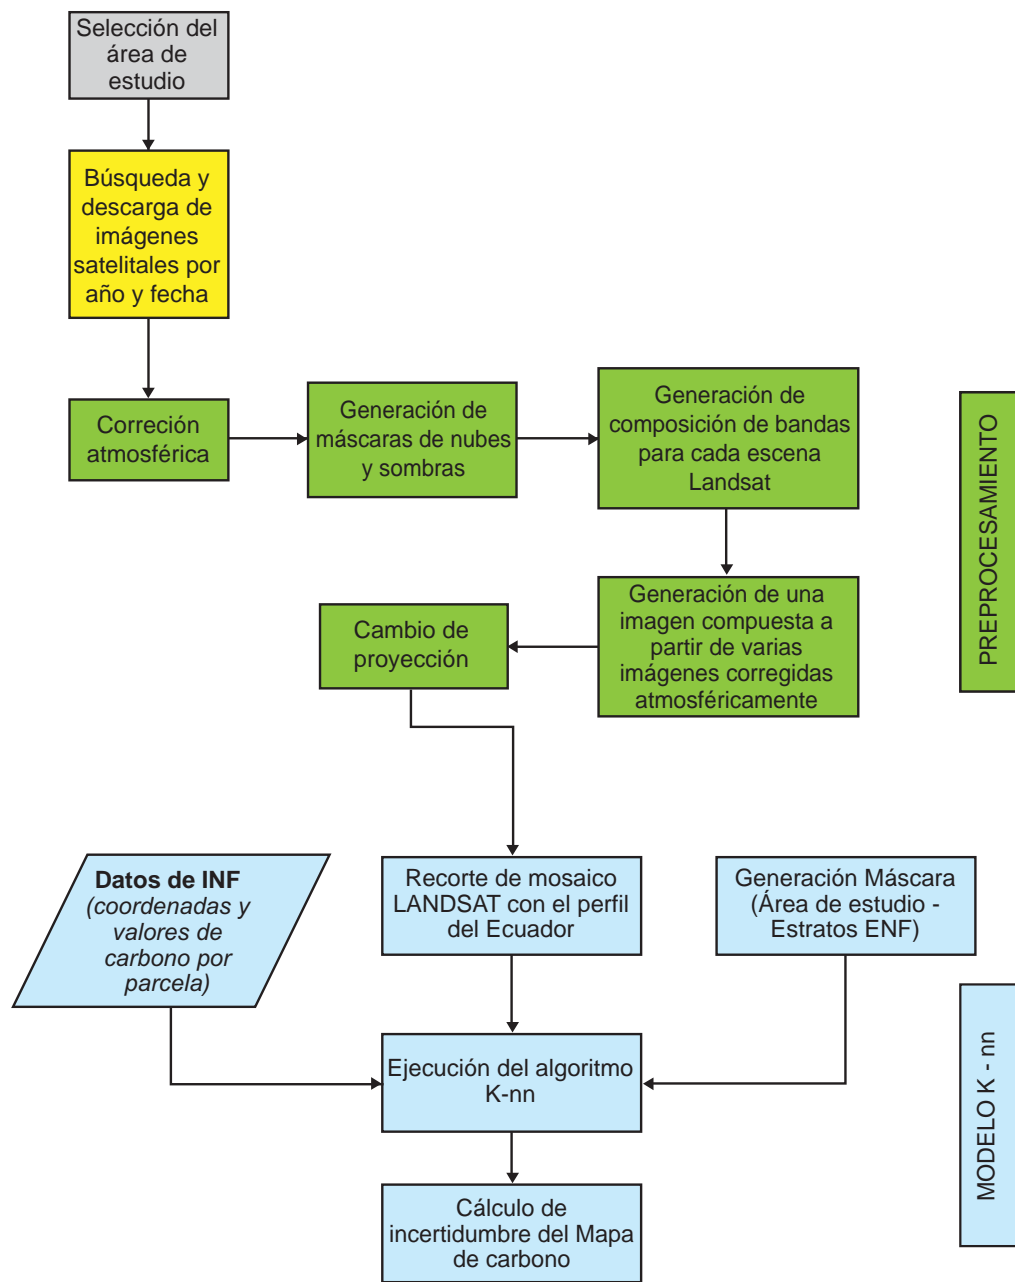 Selección del
área de
estudio
Búsqueda y
descarga de
imágenes
satelitales por
año y fecha
Correción
atmosférica
Generación de
máscaras de nubes
y sombras
Generación de
composición de bandas
para cada escena
Landsat
PREPROCESAMIENTO
Cambio de
proyección
Generación de una
imagen compuesta a
partir de varias
imágenes corregidas
atmosféricamente
Datos de INF
(coordenadas y
valores de
carbono por
parcela)
Recorte de mosaico
LANDSAT con el perfil
del Ecuador
Generación Máscara
(Área de estudio -
Estratos ENF)
MODELO K - nn
Ejecución del algoritmo
K-nn
Cálculo de
incertidumbre del Mapa
de carbono